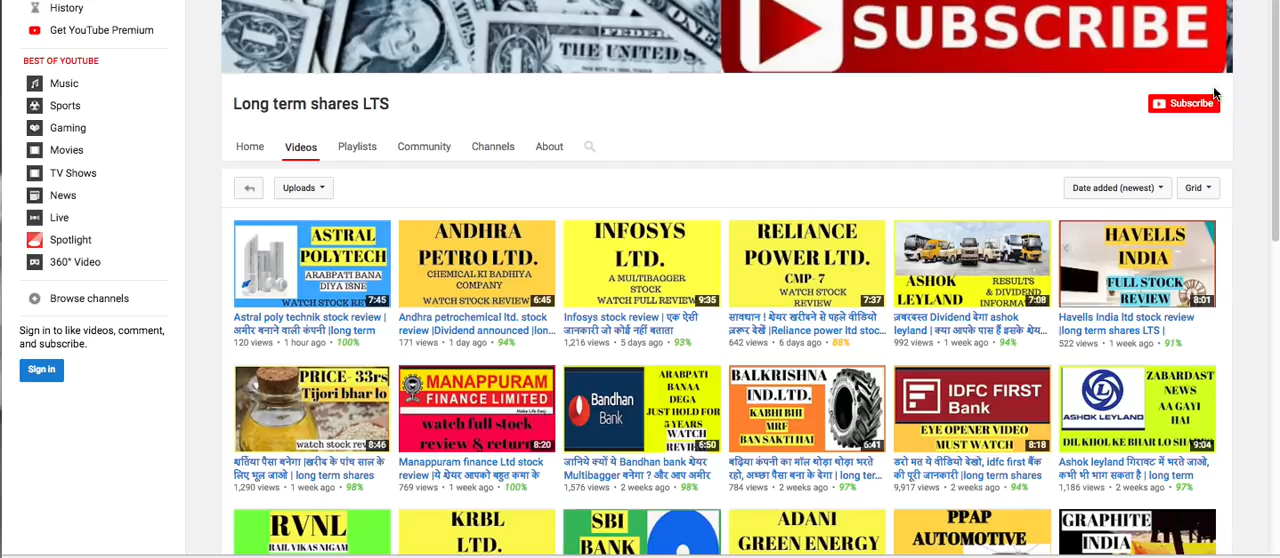 History
THE UNITED
SUBSCRIBE
Get YouTube Premium
BEST OF YOUTUBE
Music
Sports
Gaming
Movies
TV Shows
News
Live
Spotlight
360° Video
Browse channels
Sign in to like videos, comment,
and subscribe.
Sign in
Long term shares LTS
Subscribe
Home Videos Playlists Community Channels About
Uploads
Date added (newest) Grid
ASTRAL
POLYTECH
ARABPATI BANA
DIYA ISNE
WATCH STOCK
7:45
Astral poly technik stock review |
अमीर बनाने वाली कंपनी |long term
120 views • 1 hour ago 100%
ANDHRA
PETRO LTD.
CHEMICAL KI BADHIYA
COMPANY
WATCH STOCK REVIEW
6:45
Andhra petrochemical ltd. stock
review |Dividend announced |lon...
171 views • 1 day ago 94%
INFOSYS
LTD.
A MULTIBAGGER
STOCK
WATCH FULL REVIEW
9:35
Infosys stock review | एक ऐसी
जानकारी जो कोई नहीं बताता
1,216 views • 5 days ago 93%
RELIANCE
POWER LTD.
CMP- 7
WATCH STOCK
REVIEW
7:37
सावधान ! शेयर खरीदने से पहले वीडियो
ज़रूर देखें |Reliance power ltd stoc...
642 views • 6 days ago 88%
ASHOK
LEYLAND
RESULTS
& DIVIDEND
7:08
ज़बरदस्त Dividend देगा ashok
leyland | क्या आपके पास हैं इसके शेयर...
992 views • 1 week ago 94%
HAVELLS
INDIA
FULL STOCK
REVIEW
8:01
Havells India ltd stock review
|long term shares LTS |
522 views • 1 week ago 91%
PRICE- 33rs
Tijori bhar lo
watch stock
8:46
पैसा बनेगा |खरीद के पांच साल के
लिए भूल जाओ | long term shares
1,290 views • 1 week ago 98%
MANAPPURAM
FINANCE LIMITED
Make Life Easy
watch full stock
review & return
8:20
Manappuram finance Ltd stock
review |ये शेयर आपको बहुत कमा के
769 views • 1 week ago 100%
Bandhan
Bank
ARABPATI
BANAA
DEGA
JUST HOLD FOR
5 YEARS
WATCH
6:50
जानिये क्यों ये Bandhan bank शेयर
Multibagger बनेगा ? और आप अमीर
1,576 views • 2 weeks ago 98%
BALKRISHNA
IND.LTD.
KABHI BHI
MRF
BAN SAKTI HAI
6:41
बढ़िया कंपनी का मॉल थोड़ा थोड़ा भरते
रहो, अच्छा पैसा बना के देगा | long ter...
784 views • 2 weeks ago 97%
IDFC FIRST
Bank
EYE OPENER VIDEO
MUST WATCH
8:18
डरो मत ये वीडियो देखो, idfc first बैंक
की पूरी जानकारी |long term shares
9,917 views • 2 weeks ago 94%
ASHOK LEYLAND
ZABARDAST
NEWS
AA GAYI
HAI
DIL KHOL KE BHAR LO
9:04
Ashok leyland गिरावट में भरते जाओ,
कभी भी भाग सकता है | long term
1,186 views • 2 weeks ago 97%
RVNL
RAIL VIKAS NIGAM
KRBL
LTD.
SBI
BANK
ADANI
GREEN ENERGY
PPAP
AUTOMOTIVE
GRAPHITE
INDIA